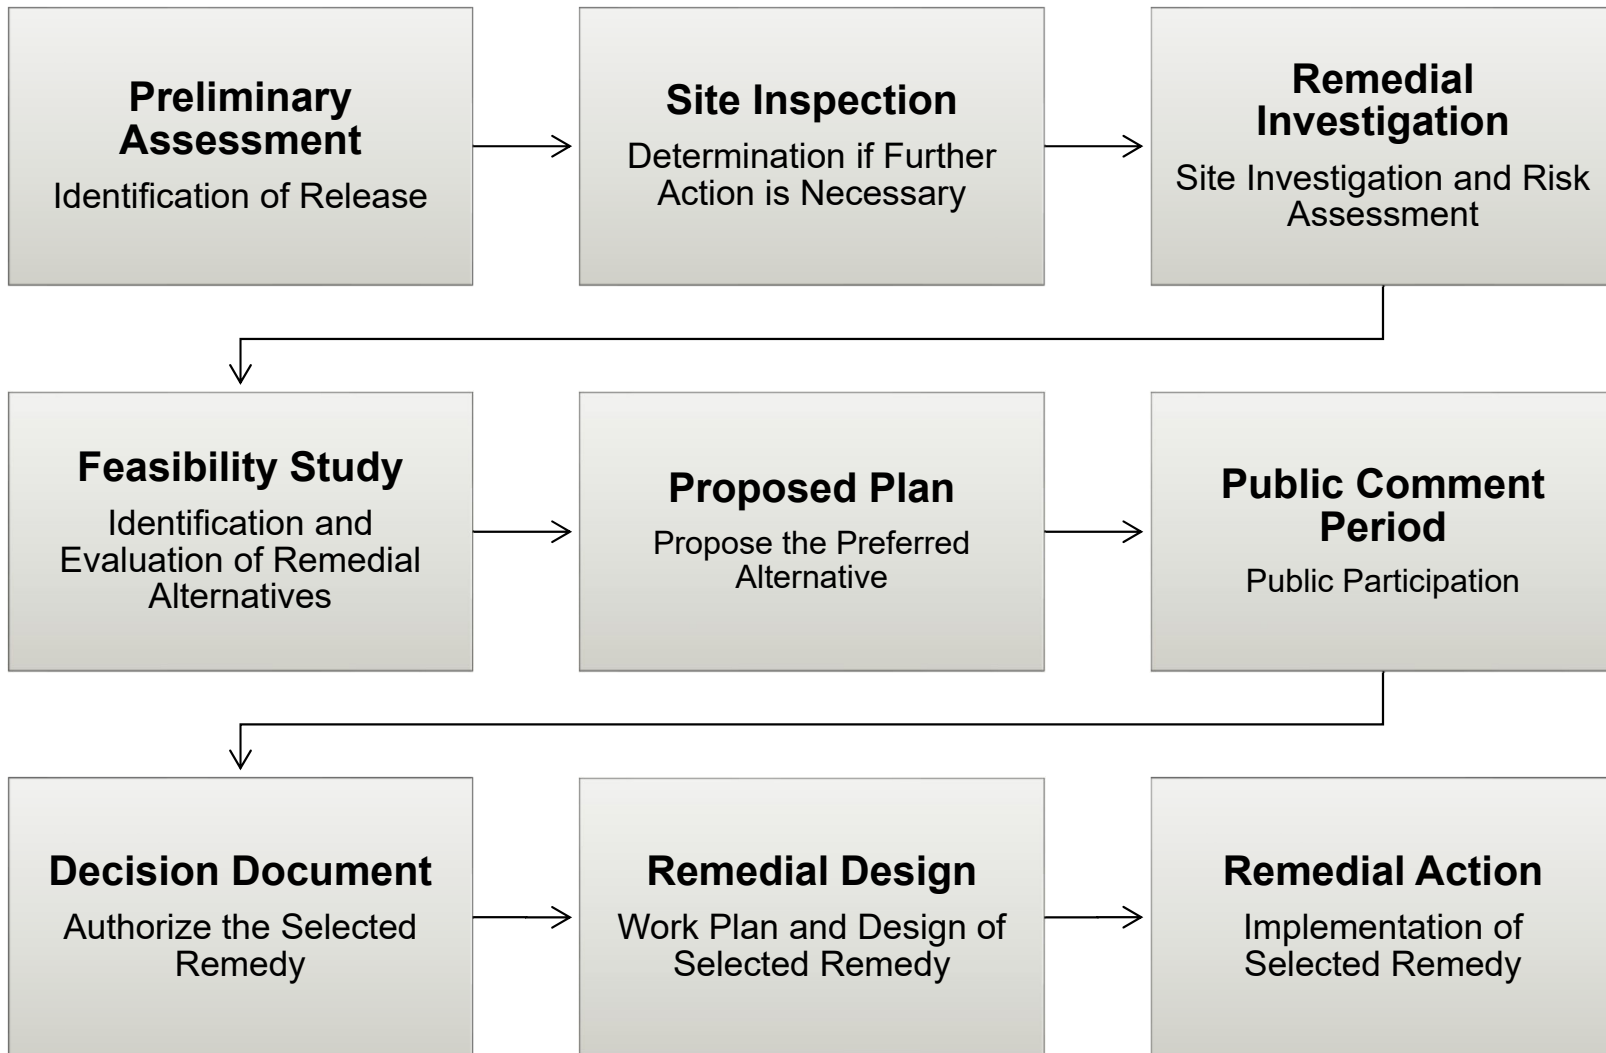 Preliminary
Assessment
Identification of Release
Site Inspection
Determination if Further
Action is Necessary
Remedial
Investigation
Site Investigation and Risk
Assessment
Feasibility Study
Identification and
Evaluation of Remedial
Alternatives
Proposed Plan
Propose the Preferred
Alternative
Public Comment
Period
Public Participation
Decision Document
Authorize the Selected
Remedy
Remedial Design
Work Plan and Design of
Selected Remedy
Remedial Action
Implementation of
Selected Remedy